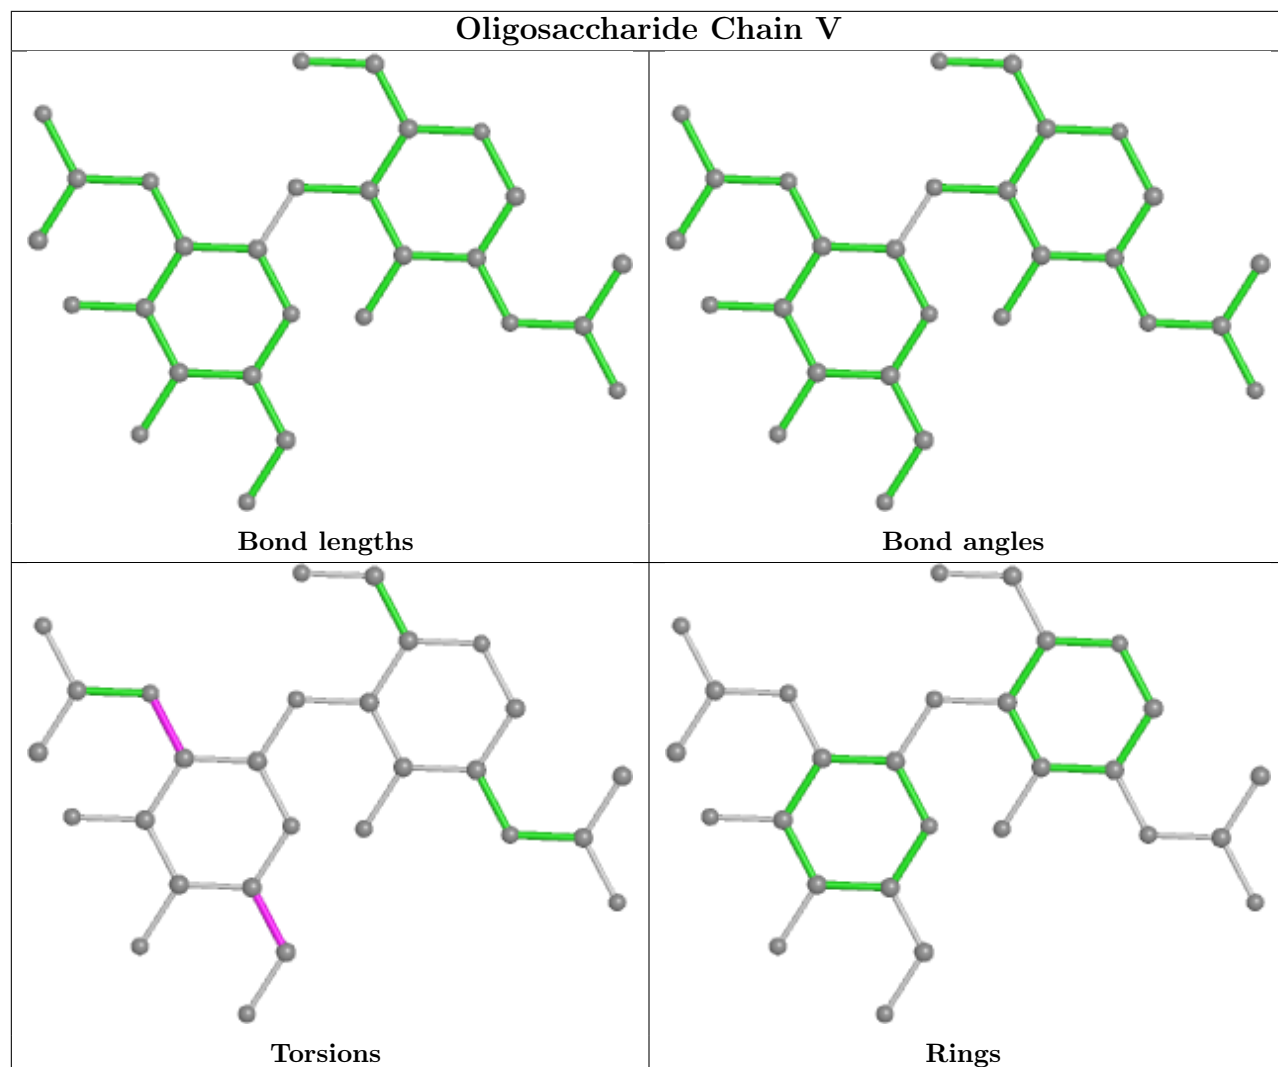 Oligosaccharide Chain V
Bond lengths
Bond angles
Torsions
Rings